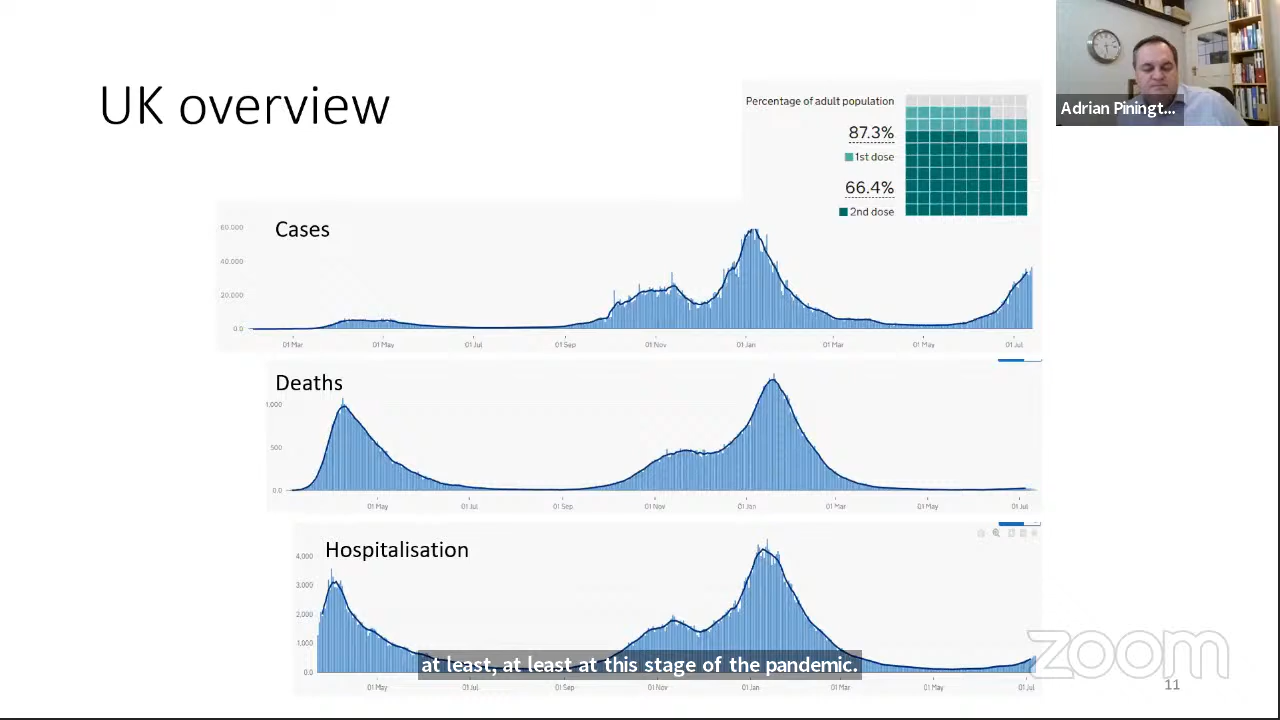 UK overview
Percentage of adult population
87.3%
1st dose
66.4%
2nd dose
Adrian Piningt...
Cases
60,000
40,000
20,000
0.0
01 Mar 01 May 01 Jul 01 Sep 01 Nov 01 Jan 01 Mar 01 May 01 Jul
Deaths
1,000
500
0.0
01 May 01 Jul 01 Sep 01 Nov 01 Jan 01 Mar 01 May 01 Jul
Hospitalisation
4,000
3,000
2,000
1,000
0.0
01 May 01 Jul 01 Sep 01 Nov 01 Jan 01 Mar 01 May 01 Jul
at least, at least at this stage of the pandemic.
zoom
11